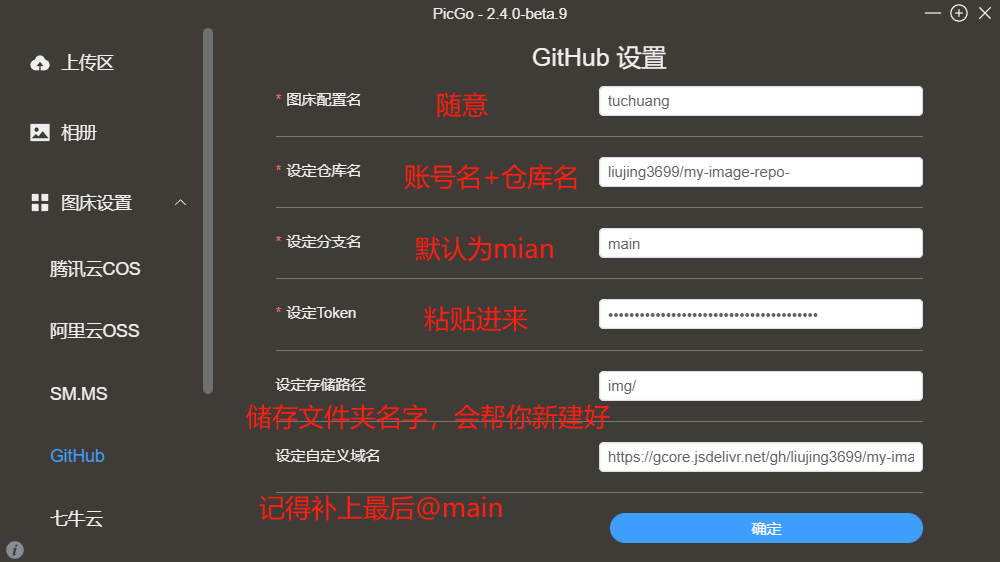 PicGo - 2.4.0-beta.9
上传区
相册
图床设置
腾讯云COS
阿里云OSS
SM.MS
GitHub
七牛云
GitHub 设置
* 图床配置名 随意 tuchuang
* 设定仓库名 账号名+仓库名 liujing3699/my-image-repo-
* 设定分支名 默认为mian main
* 设定Token 粘贴进来 ••••••••••••••••••••••••••••••••••••••••
设定存储路径 img/
储存文件夹名字，会帮你新建好
设定自定义域名 https://gcore.jsdelivr.net/gh/liujing3699/my-ima
记得补上最后@main
确定